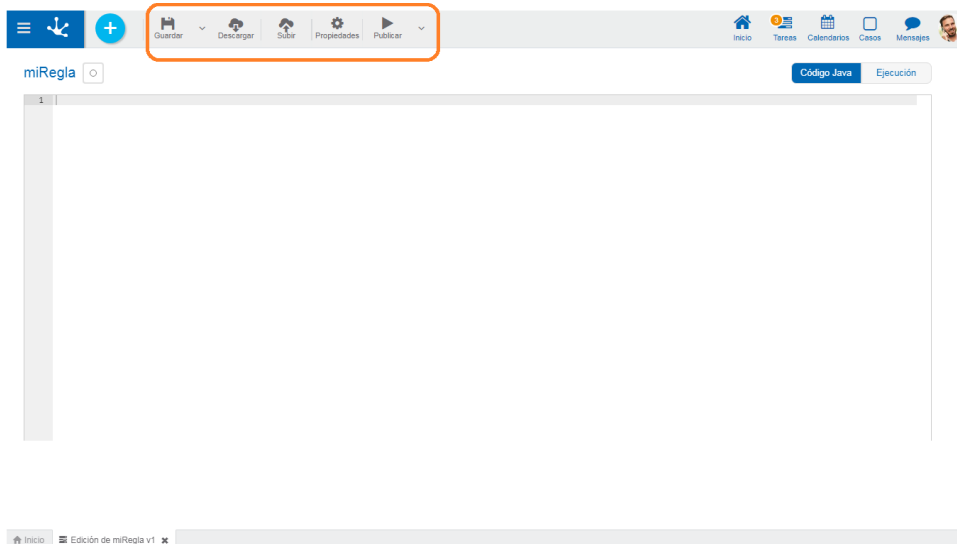 Guardar Descargar Subir Propiedades Publicar Inicio 3 Tareas Calendarios Casos Mensajes
miRegla Código Java Ejecución
1
Inicio Edición de miRegla v1